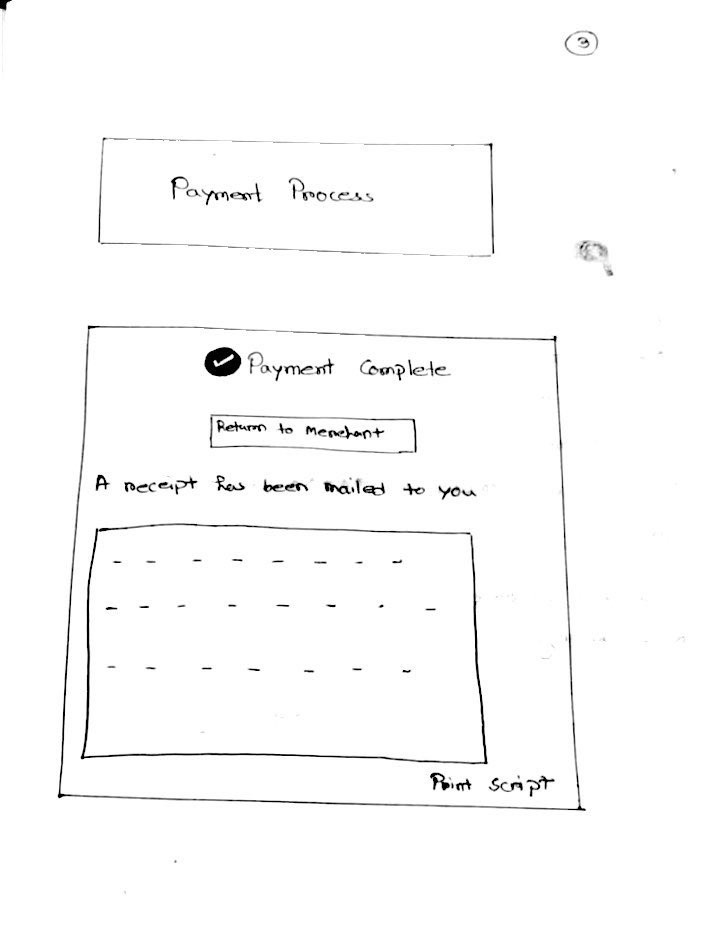 3
Payment Process
Payment Complete
Return to Merchant
A receipt has been mailed to you
Print Script